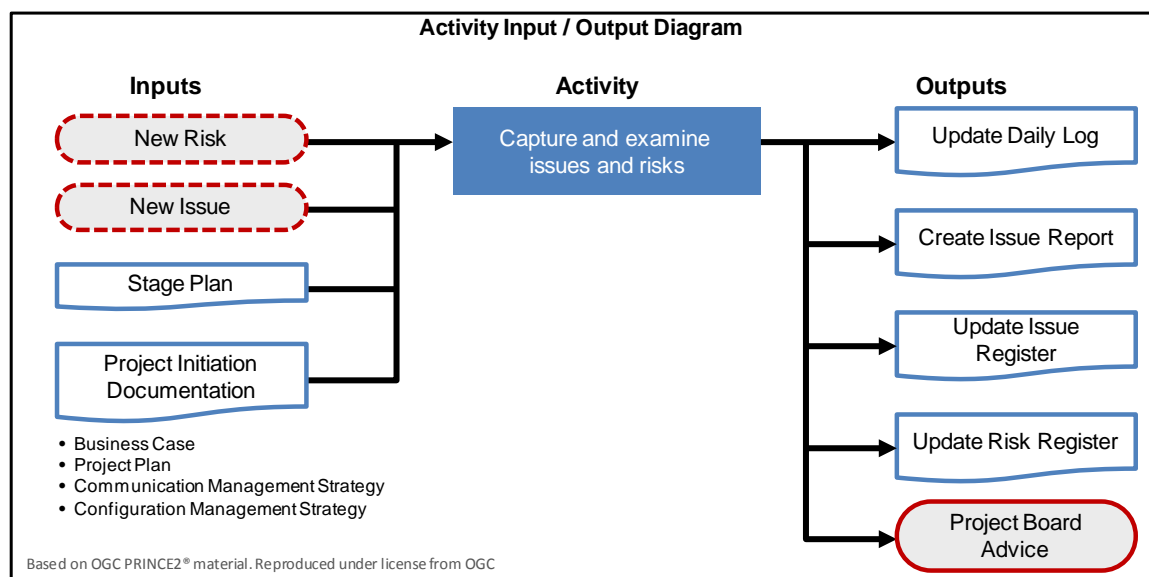 Activity Input / Output Diagram
Inputs
Activity
Outputs
New Risk
New Issue
Stage Plan
Project Initiation
Documentation
• Business Case
• Project Plan
• Communication Management Strategy
• Configuration Management Strategy
Capture and examine
issues and risks
Update Daily Log
Create Issue Report
Update Issue
Register
Update Risk Register
Project Board
Advice
Based on OGC PRINCE2® material. Reproduced under license from OGC